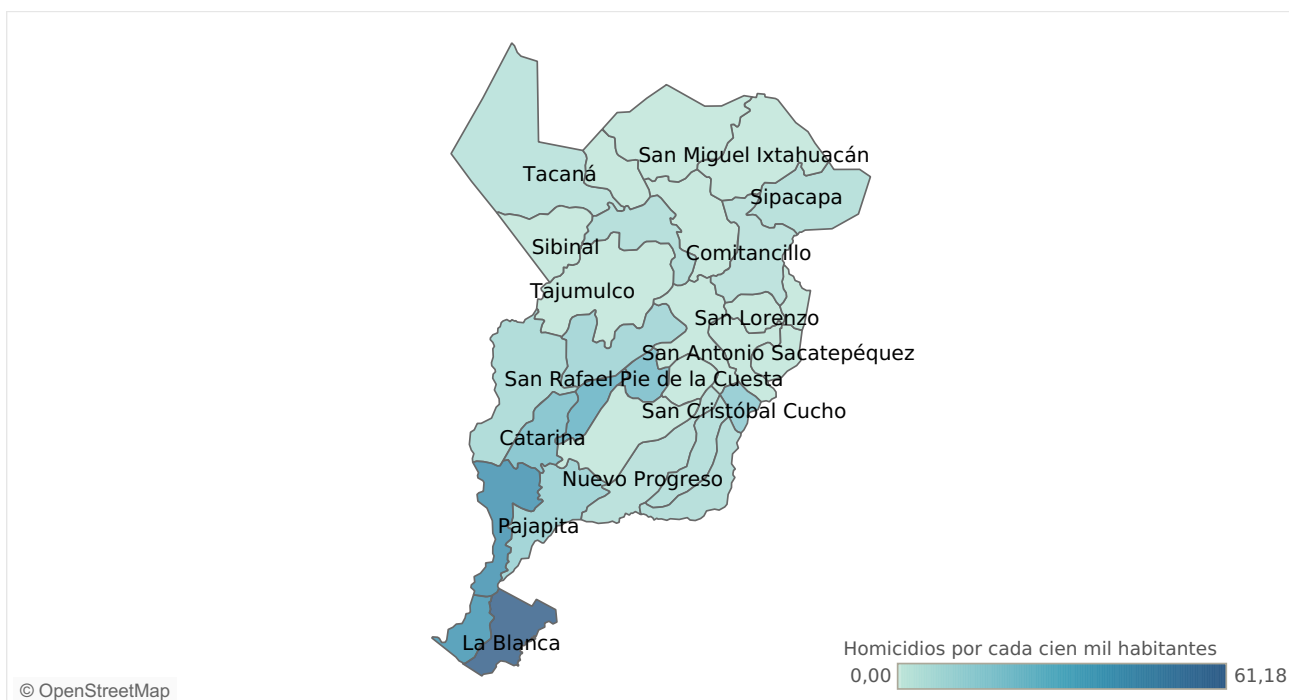 San Miguel Ixtahuacán
Tacaná
Sipacapa
Sibinal
Comitancillo
Tajumulco
San Lorenzo
San Antonio Sacatepéquez
San Rafael Pie de la Cuesta
San Cristóbal Cucho
Catarina
Nuevo Progreso
Pajapita
La Blanca
Homicidios por cada cien mil habitantes
0,00 61,18
© OpenStreetMap